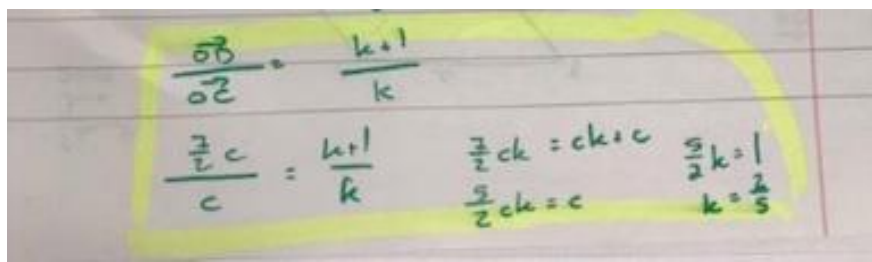 OB/OC = k+1/k
7/2 c / c = k+1/k
7/2 ck = ck+c
5/2 ck = c
5/2 k = 1
k = 2/5